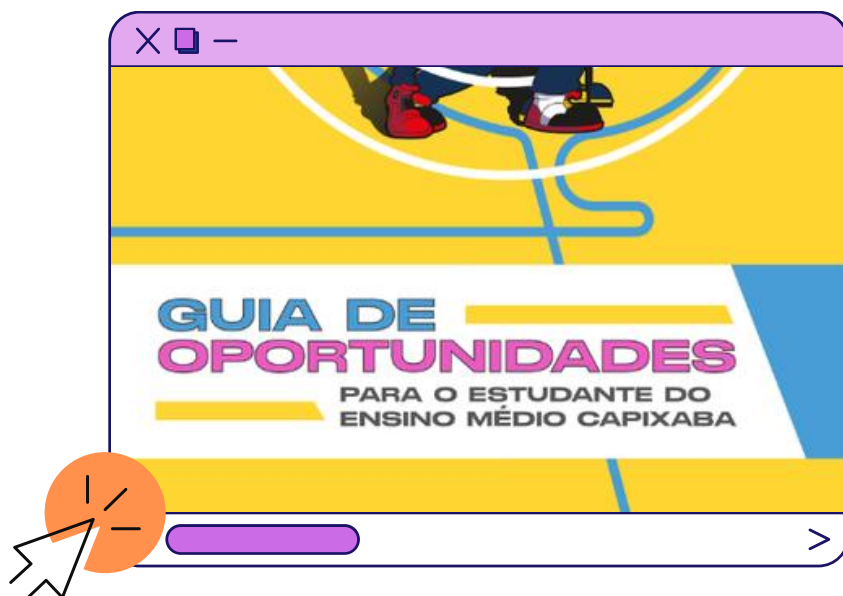 GUIA DE
OPORTUNIDADES
PARA O ESTUDANTE DO
ENSINO MÉDIO CAPIXABA